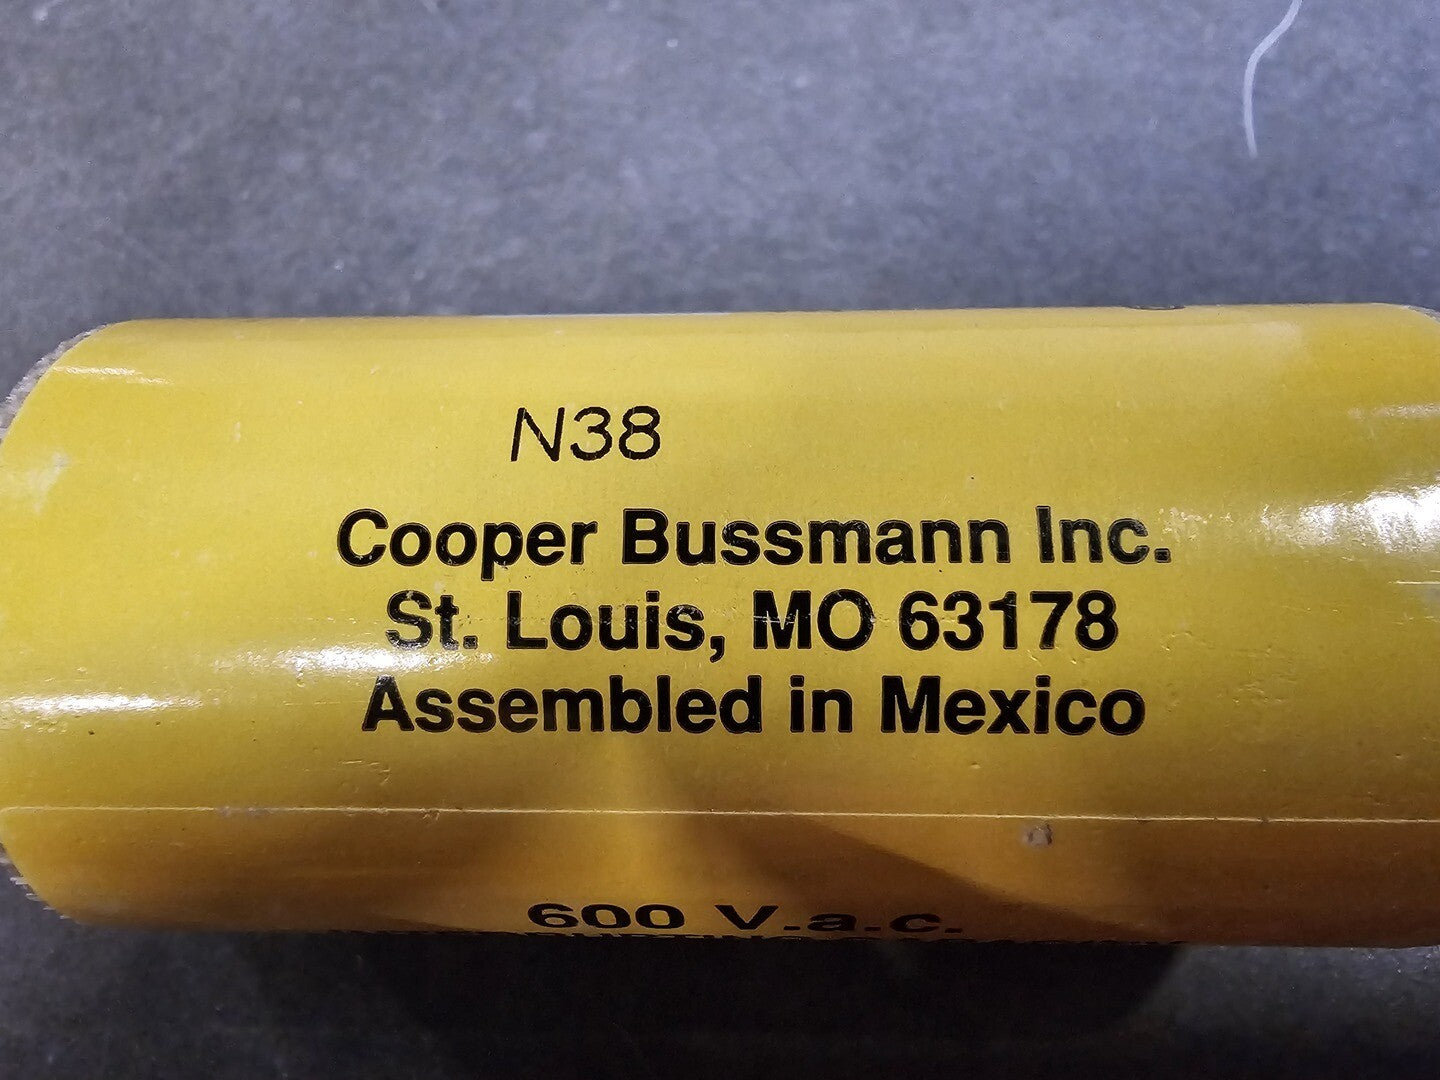 N38
Cooper Bussmann Inc.
St. Louis, MO 63178
Assembled in Mexico
600 V.a.c.